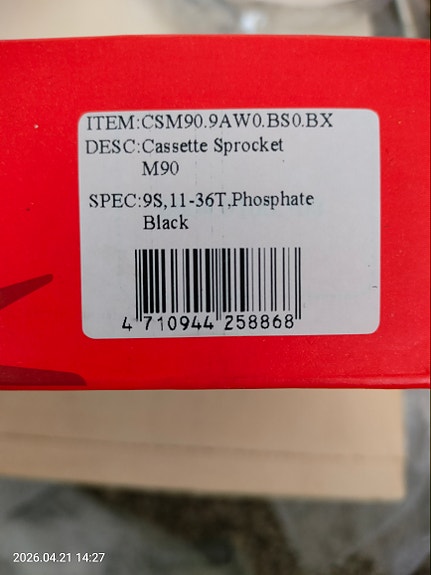 ITEM:CSM90.9AW0.BS0.BX
DESC:Cassette Sprocket
M90
SPEC:9S,11-36T,Phosphate
Black
4 710944 258868
2026.04.21 14:27